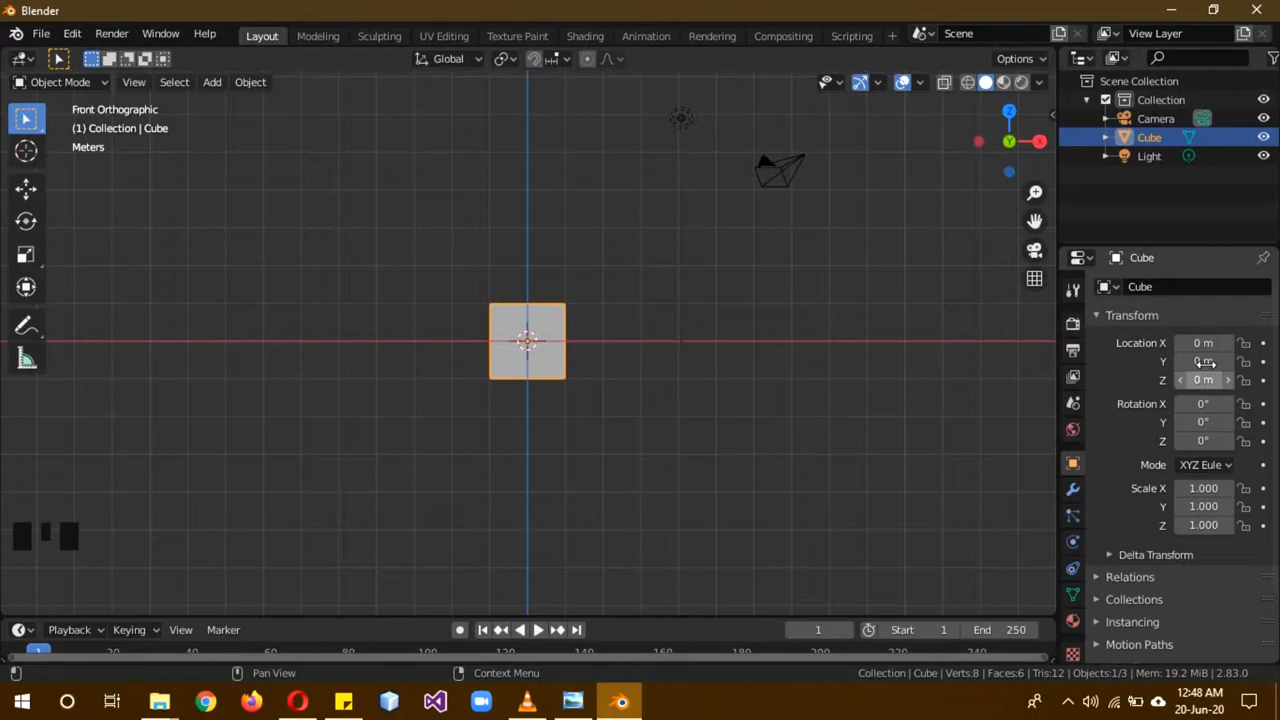 Blender
File Edit Render Window Help Layout Modeling Sculpting UV Editing Texture Paint Shading Animation Rendering Compositing Scripting Scene View Layer
Global Options
Object Mode View Select Add Object
Front Orthographic
(1) Collection | Cube
Meters
Z
Y X
Scene Collection
Collection
Camera
Cube
Light
Cube
Cube
Transform
Location X 0 m
Y 0 m
Z 0 m
Rotation X 0°
Y 0°
Z 0°
Mode XYZ Eule
Scale X 1.000
Y 1.000
Z 1.000
Delta Transform
Relations
Collections
Instancing
Motion Paths
Playback Keying View Marker 1 Start 1 End 250
1 20 120 140 160 180 200 220 240
Pan View Context Menu Collection | Cube | Verts:8 | Faces:6 | Tris:12 | Objects:1/3 | Mem: 19.2 MiB | 2.83.0
12:48 AM
20-Jun-20